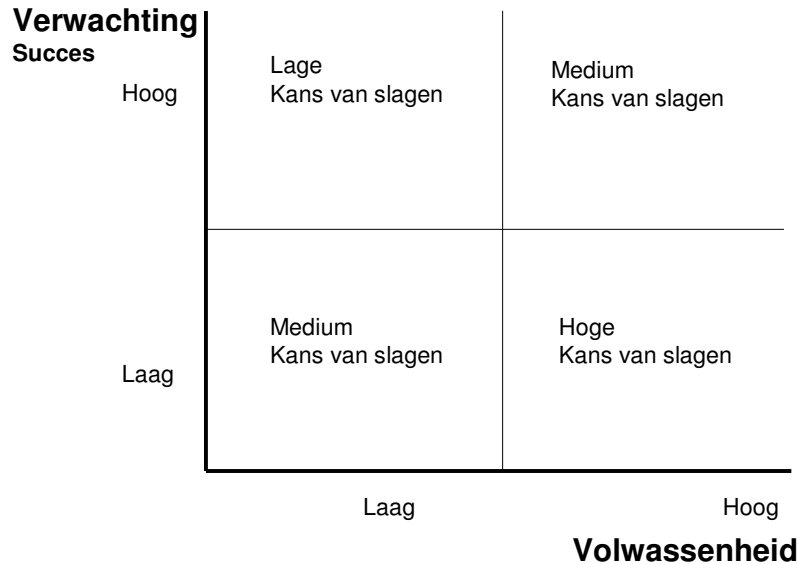 Verwachting
Succes
Hoog
Lage
Kans van slagen
Medium
Kans van slagen
Laag
Medium
Kans van slagen
Hoge
Kans van slagen
Laag
Hoog
Volwassenheid